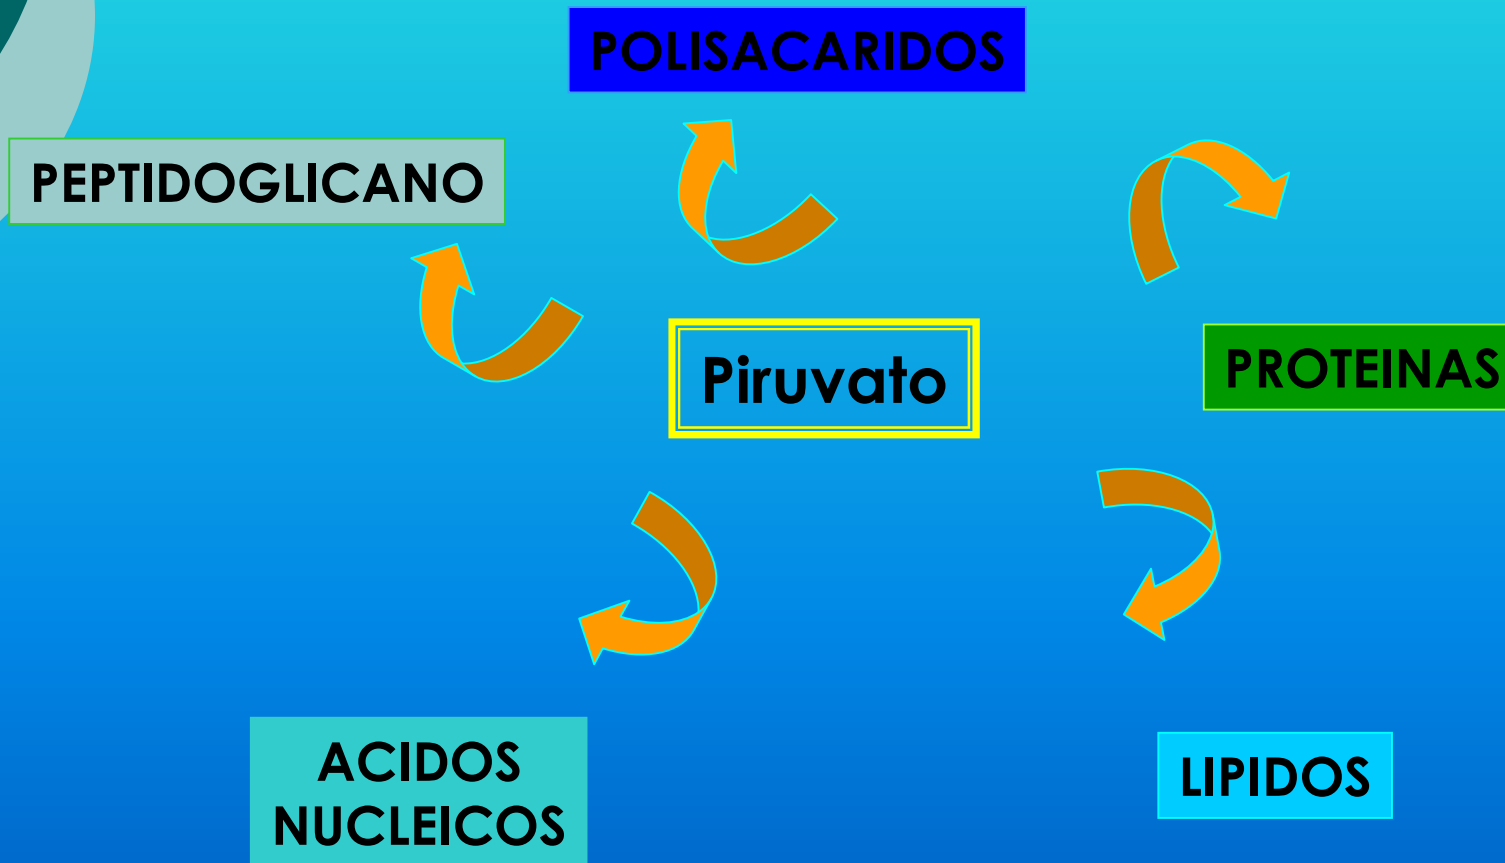 POLISACARIDOS
PEPTIDOGLICANO
Piruvato
PROTEINAS
ACIDOS
NUCLEICOS
LIPIDOS